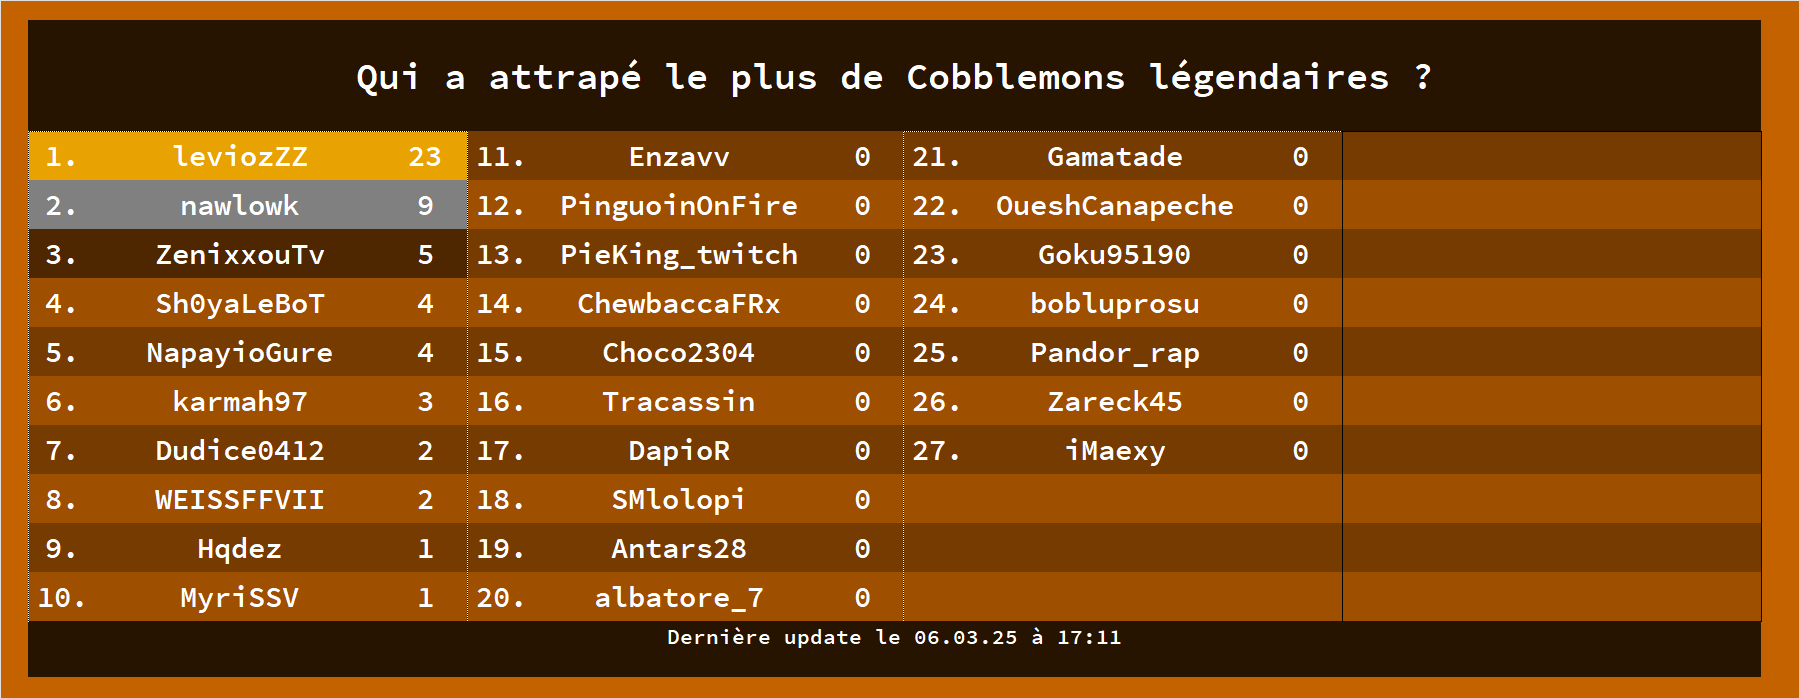 Qui a attrapé le plus de Cobblemons légendaires ?
1. leviozZZ 23
2. nawlowk 9
3. ZenixxouTv 5
4. Sh0yaLeBoT 4
5. NapayioGure 4
6. karmah97 3
7. Dudice0412 2
8. WEISSFFVII 2
9. Hqdez 1
10. MyriSSV 1
11. Enzavv 0
12. PinguoinOnFire 0
13. PieKing_twitch 0
14. ChewbaccaFRx 0
15. Choco2304 0
16. Tracassin 0
17. DapioR 0
18. SMlolopi 0
19. Antars28 0
20. albatore_7 0
21. Gamatade 0
22. OueshCanapeche 0
23. Goku95190 0
24. bobluprosu 0
25. Pandor_rap 0
26. Zareck45 0
27. iMaexy 0
Dernière update le 06.03.25 à 17:11